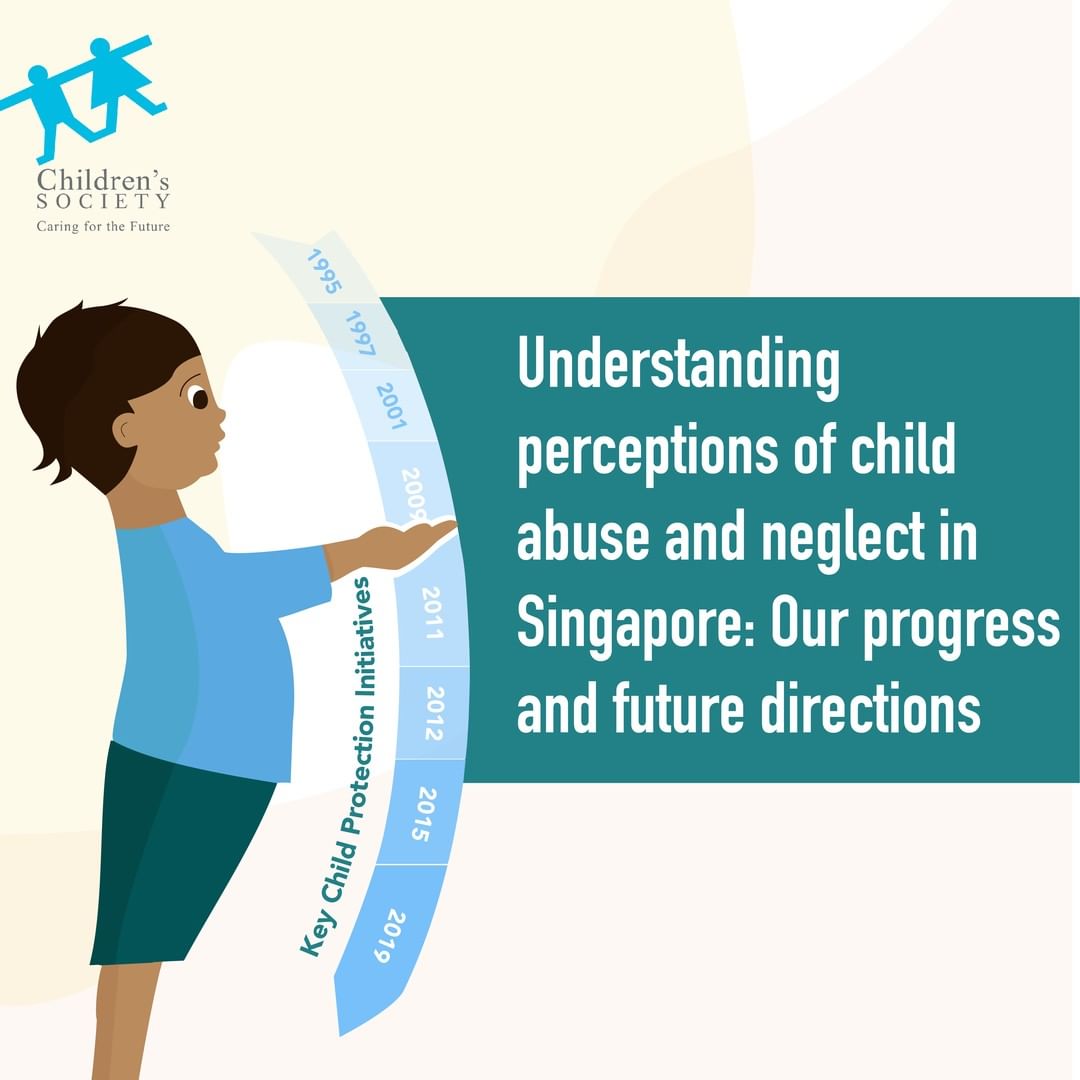 Children's
SOCIETY
Caring for the Future
1995
1997
2001
2009
2011
2012
2015
2019
Key Child Protection Initiatives
Understanding
perceptions of child
abuse and neglect in
Singapore: Our progress
and future directions